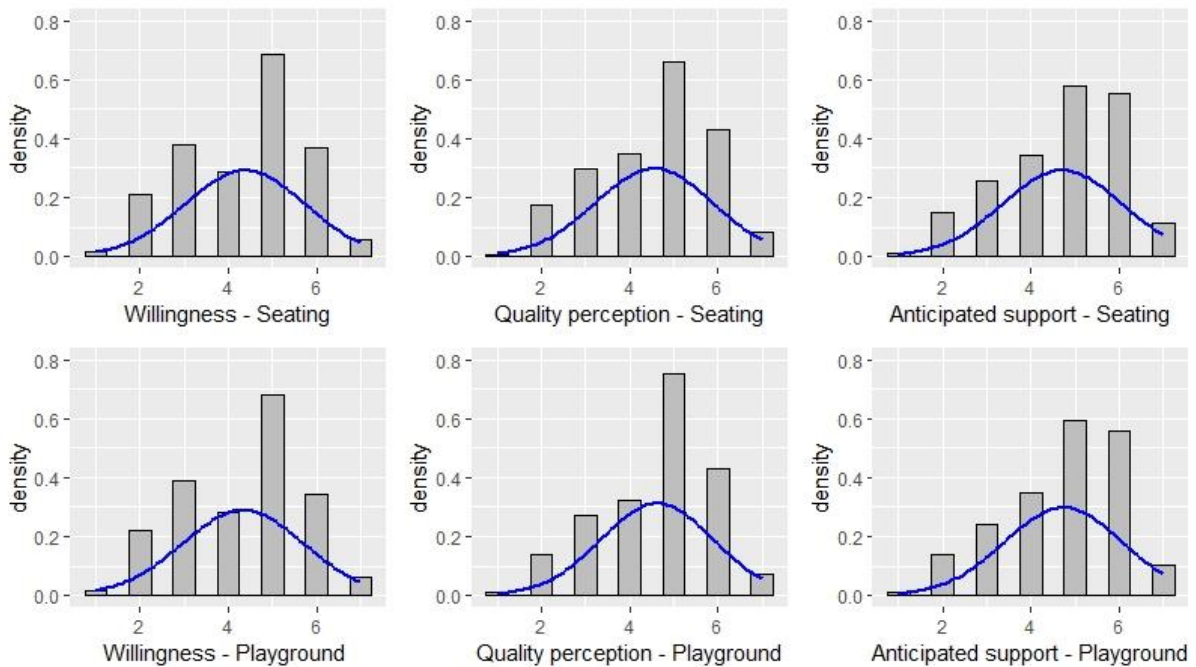 0.8
0.6
0.4
0.2
0.0
density
2 4 6
Willingness - Seating
0.8
0.6
0.4
0.2
0.0
density
2 4 6
Quality perception - Seating
0.8
0.6
0.4
0.2
0.0
density
2 4 6
Anticipated support - Seating
0.8
0.6
0.4
0.2
0.0
density
2 4 6
Willingness - Playground
0.8
0.6
0.4
0.2
0.0
density
2 4 6
Quality perception - Playground
0.8
0.6
0.4
0.2
0.0
density
2 4 6
Anticipated support - Playground